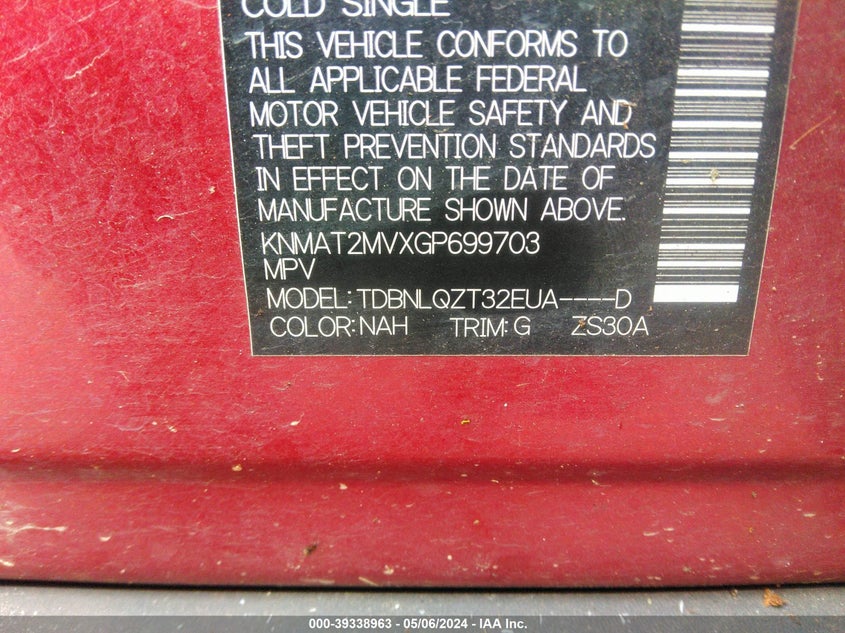 COLD SINGLE
THIS VEHICLE CONFORMS TO
ALL APPLICABLE FEDERAL
MOTOR VEHICLE SAFETY AND
THEFT PREVENTION STANDARDS
IN EFFECT ON THE DATE OF
MANUFACTURE SHOWN ABOVE.
KNMAT2MVXGP699703
MPV
MODEL: TDBNLQZT32EUA----D
COLOR: NAH TRIM: G ZS30A
000-39338963 - 05/06/2024 - IAA Inc.